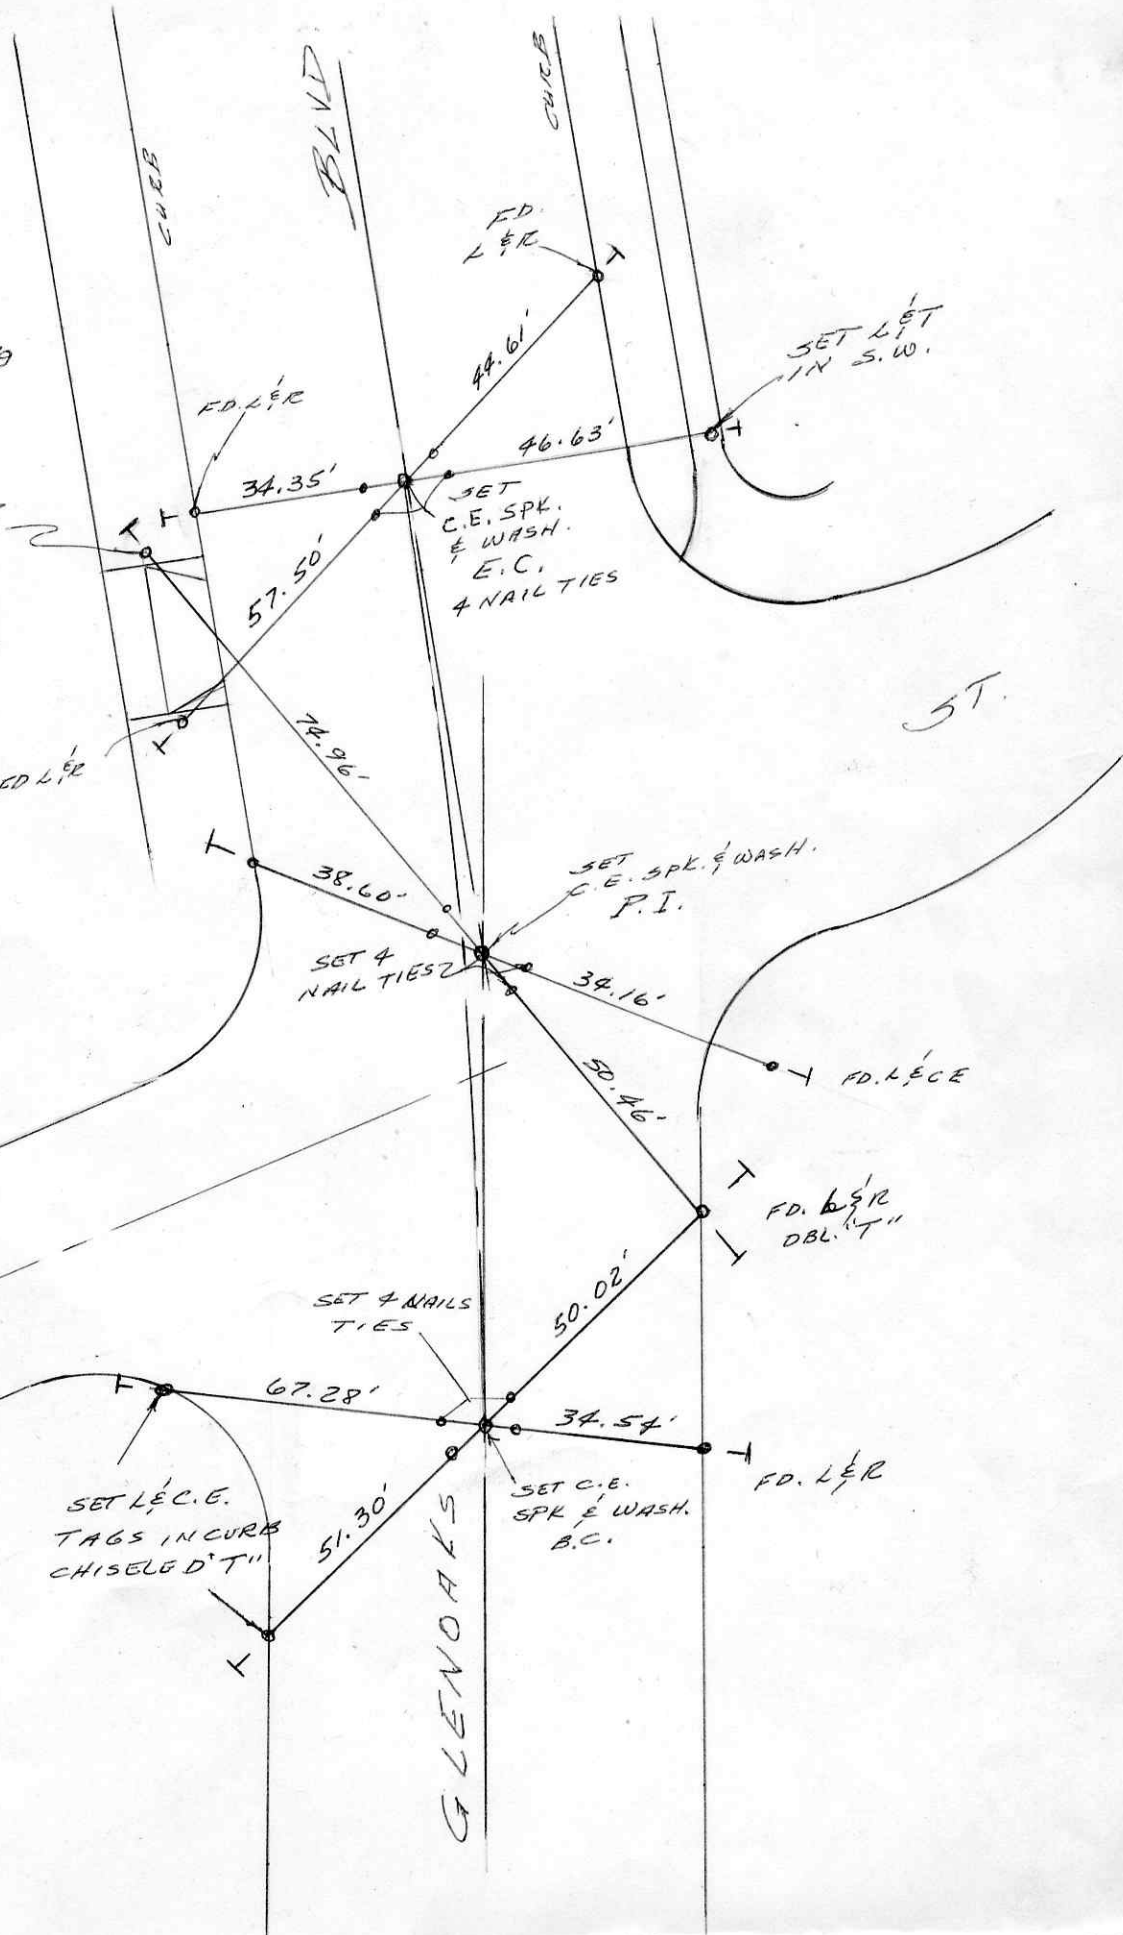 BLVD.
CURB
CURB
FD.
L & R
SET L & T
IN S.W.
FD. L & R
44.61'
46.63'
34.35'
SET
C.E. SPK.
& WASH.
E.C.
4 NAIL TIES
57.50'
ST.
74.96'
FD L & R
SET
C.E. SPK. & WASH.
P.I.
38.60'
SET 4
NAIL TIES
34.16'
FD. L & CE
50.46'
FD. L & R
DBL. "T"
50.02'
SET 4 NAILS
TIES
67.28'
34.54'
FD. L & R
SET L & C.E.
TAGS IN CURB
CHISELED "T"
SET C.E.
SPK & WASH.
B.C.
51.30'
GLENOAKS